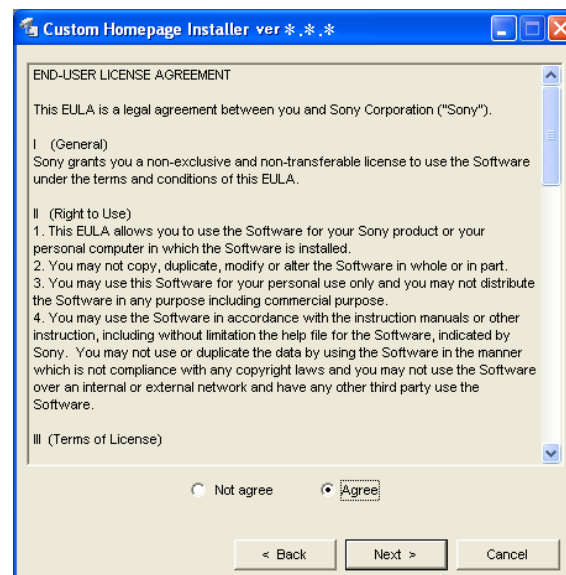 Custom Homepage Installer ver *.*.*
END-USER LICENSE AGREEMENT
This EULA is a legal agreement between you and Sony Corporation ("Sony").
I   (General)
Sony grants you a non-exclusive and non-transferable license to use the Software
under the terms and conditions of this EULA.
II  (Right to Use)
1. This EULA allows you to use the Software for your Sony product or your
personal computer in which the Software is installed.
2. You may not copy, duplicate, modify or alter the Software in whole or in part.
3. You may use this Software for your personal use only and you may not distribute
the Software in any purpose including commercial purpose.
4. You may use the Software in accordance with the instruction manuals or other
instruction, including without limitation the help file for the Software, indicated by
Sony.  You may not use or duplicate the data by using the Software in the manner
which is not compliance with any copyright laws and you may not use the Software
over an internal or external network and have any other third party use the
Software.
III  (Terms of License)
Not agree   Agree
< Back   Next >   Cancel